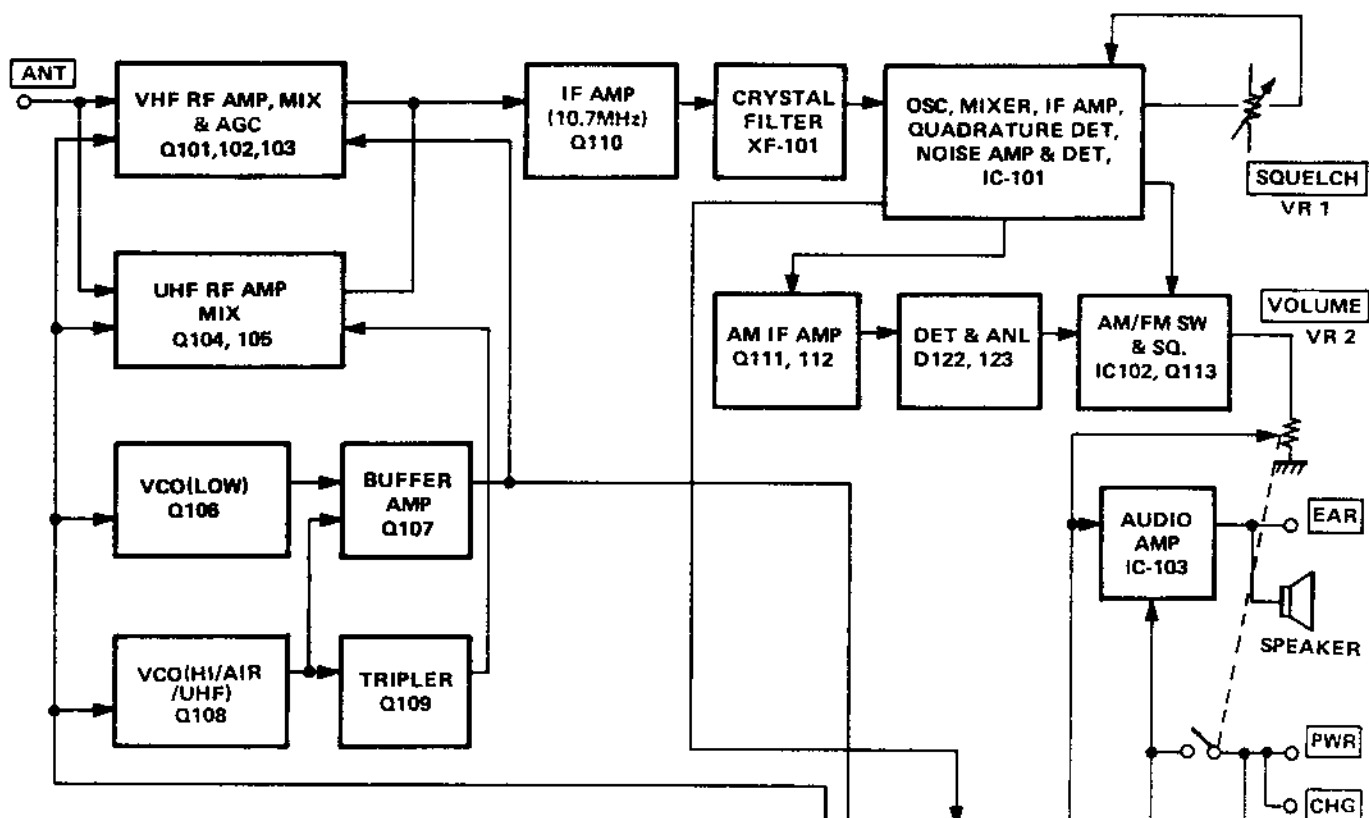 ANT
VHF RF AMP, MIX
& AGC
Q101,102,103
IF AMP
(10.7MHz)
Q110
CRYSTAL
FILTER
XF-101
OSC, MIXER, IF AMP,
QUADRATURE DET,
NOISE AMP & DET,
IC-101
SQUELCH
VR 1
UHF RF AMP
MIX
Q104, 105
AM IF AMP
Q111, 112
DET & ANL
D122, 123
AM/FM SW
& SQ.
IC102, Q113
VOLUME
VR 2
VCO(LOW)
Q106
BUFFER
AMP
Q107
AUDIO
AMP
IC-103
EAR
SPEAKER
VCO(HI/AIR
/UHF)
Q108
TRIPLER
Q109
PWR
CHG